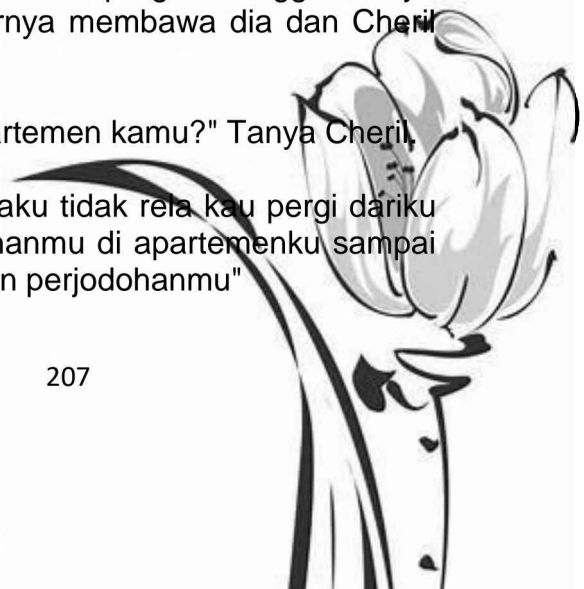 rnya membawa dia dan Cheril
artemen kamu?" Tanya Cheril.
aku tidak rela kau pergi dariku
hanmu di apartemenku sampai
n perjodohanmu"
207